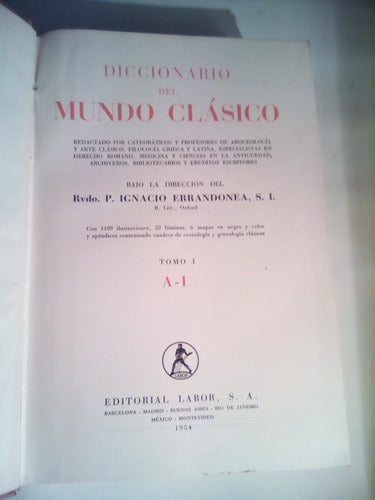 DICCIONARIO
DEL
MUNDO CLÁSICO
REDACTADO POR CATEDRÁTICOS Y PROFESORES DE ARQUEOLOGÍA
Y ARTE CLÁSICO, FILOLOGÍA GRIEGA Y LATINA, ESPECIALISTAS EN
DERECHO ROMANO, MEDICINA Y CIENCIAS EN LA ANTIGÜEDAD,
ARCHIVEROS, BIBLIOTECARIOS Y ERUDITOS ESCRITORES
BAJO LA DIRECCIÓN DEL
Rvdo. P. IGNACIO ERRANDONEA, S. I.
R. Litt., Oxford
Con 1189 ilustraciones, 32 láminas, 6 mapas en negro y color
y apéndices conteniendo cuadros de cronología y genealogía clásicas
TOMO I
A-I
LABOR
EDITORIAL LABOR, S. A.
BARCELONA - MADRID - BUENOS AIRES - RIO DE JANEIRO
MÉXICO - MONTEVIDEO
1954